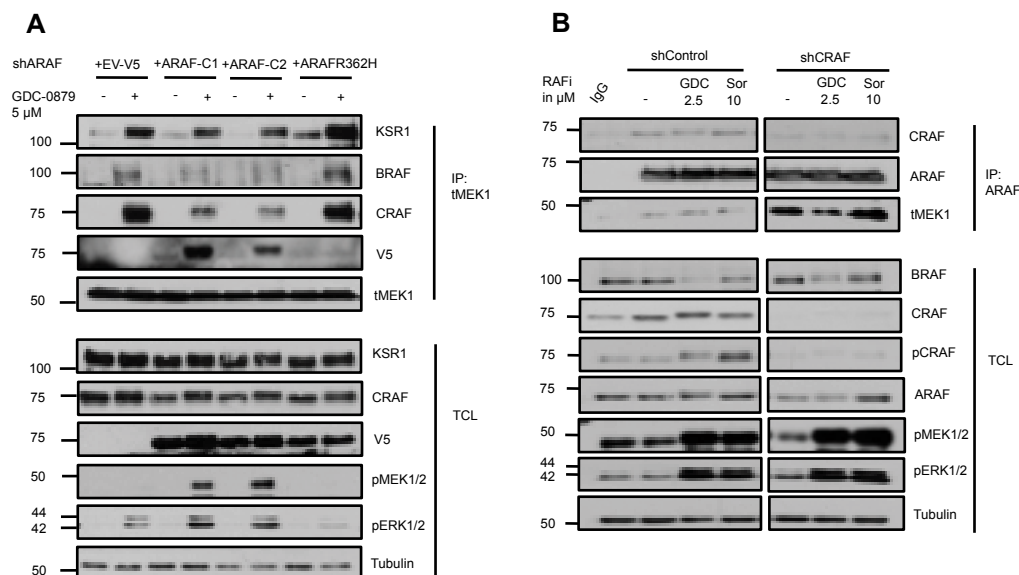 A
shARAF +EV-V5 +ARAF-C1 +ARAF-C2 +ARAFR362H
GDC-0879 - + - + - + - +
5 µM
100 KSR1
100 BRAF
75 CRAF
75 V5
50 tMEK1
IP:
tMEK1
100 KSR1
75 CRAF
75 V5
50 pMEK1/2
44
42 pERK1/2
50 Tubulin
TCL
B
shControl shCRAF
RAFi
in µM IgG - GDC Sor - GDC Sor
2.5 10 2.5 10
75 75 CRAF
75 75 ARAF
50 50 tMEK1
IP:
ARAF
100 BRAF
75 CRAF
75 pCRAF
75 ARAF
50 pMEK1/2
44
42 pERK1/2
50 Tubulin
TCL